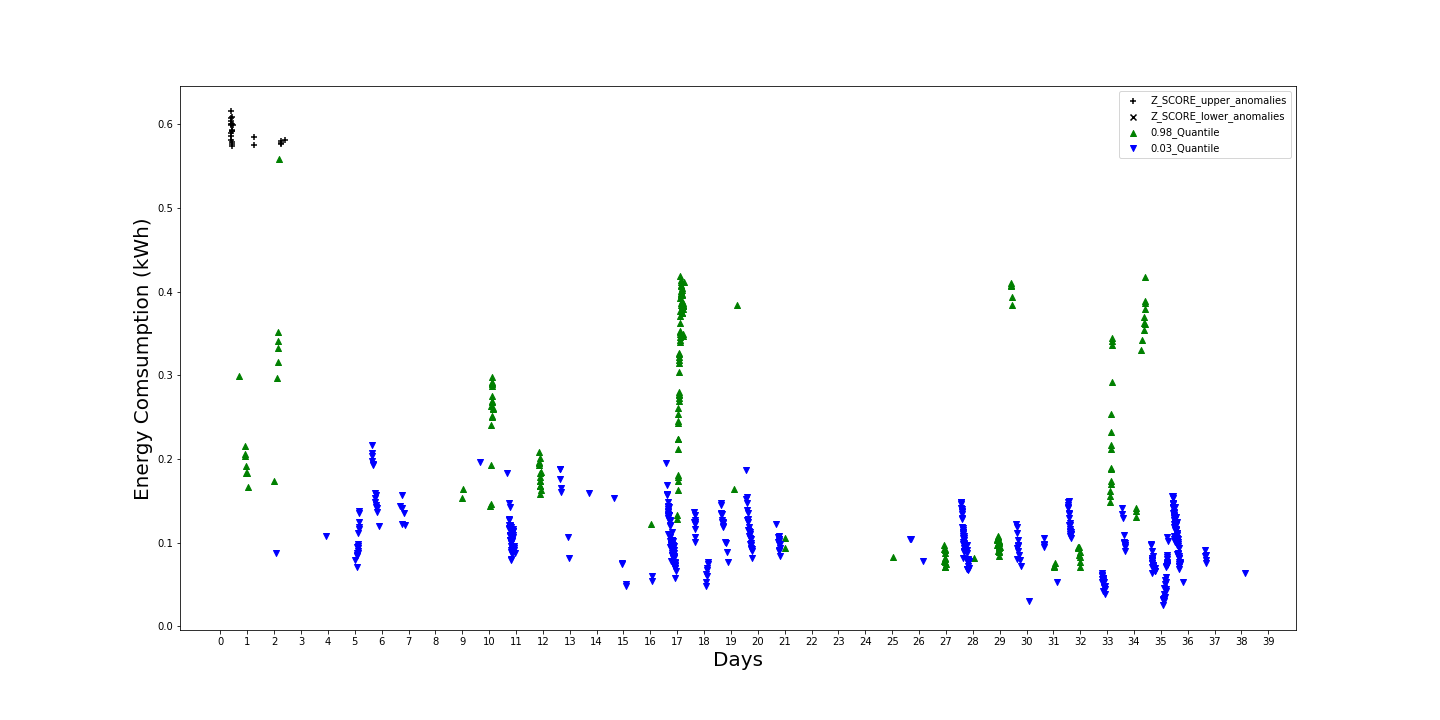 Z_SCORE_upper_anomalies
Z_SCORE_lower_anomalies
0.98_Quantile
0.03_Quantile
Energy Comsumption (kWh)
0.6
0.5
0.4
0.3
0.2
0.1
0.0
0 1 2 3 4 5 6 7 8 9 10 11 12 13 14 15 16 17 18 19 20 21 22 23 24 25 26 27 28 29 30 31 32 33 34 35 36 37 38 39
Days